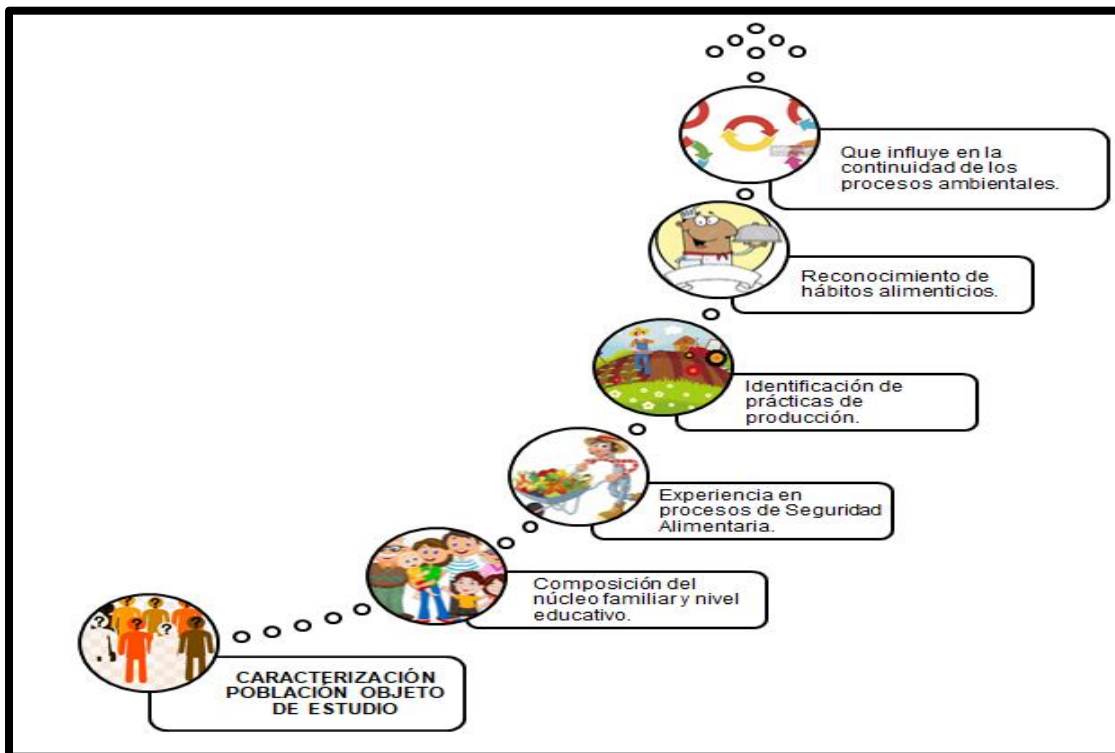 Que influye en la
continuidad de los
procesos ambientales.
Reconocimiento de
hábitos alimenticios.
Identificación de
prácticas de
producción.
Experiencia en
procesos de Seguridad
Alimentaria.
Composición del
núcleo familiar y nivel
educativo.
? ? ? ? ?
CARACTERIZACIÓN
POBLACIÓN OBJETO
DE ESTUDIO